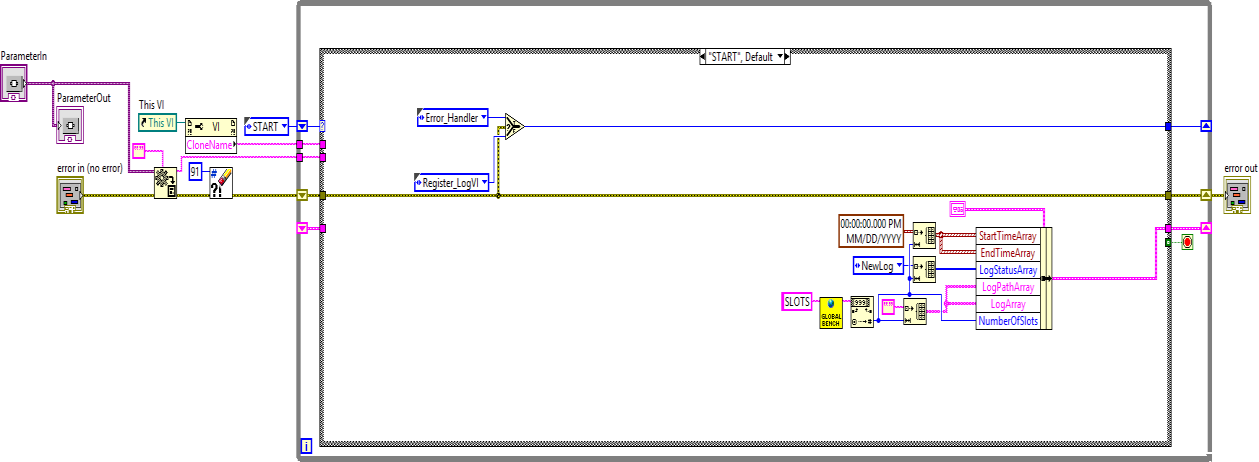 "START", Default
ParameterIn
ParameterOut
This VI
This VI
VI
CloneName
START
error in (no error)
91
#
?!
Error_Handler
Register_LogVI
error out
00:00:00.000 PM
MM/DD/YYYY
NewLog
SLOTS
GLOBAL
BENCH
999
StartTimeArray
EndTimeArray
LogStatusArray
LogPathArray
LogArray
NumberOfSlots
i